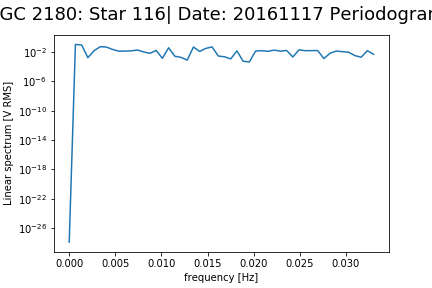 GC 2180: Star 116| Date: 20161117 Periodogra
Linear spectrum [V RMS]
10⁻²
10⁻⁶
10⁻¹⁰
10⁻¹⁴
10⁻¹⁸
10⁻²²
10⁻²⁶
0.000 0.005 0.010 0.015 0.020 0.025 0.030
frequency [Hz]